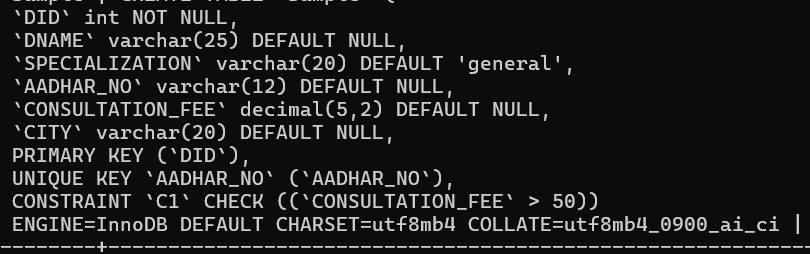 `DID` int NOT NULL,
`DNAME` varchar(25) DEFAULT NULL,
`SPECIALIZATION` varchar(20) DEFAULT 'general',
`AADHAR_NO` varchar(12) DEFAULT NULL,
`CONSULTATION_FEE` decimal(5,2) DEFAULT NULL,
`CITY` varchar(20) DEFAULT NULL,
PRIMARY KEY (`DID`),
UNIQUE KEY `AADHAR_NO` (`AADHAR_NO`),
CONSTRAINT `C1` CHECK ((`CONSULTATION_FEE` > 50))
ENGINE=InnoDB DEFAULT CHARSET=utf8mb4 COLLATE=utf8mb4_0900_ai_ci |